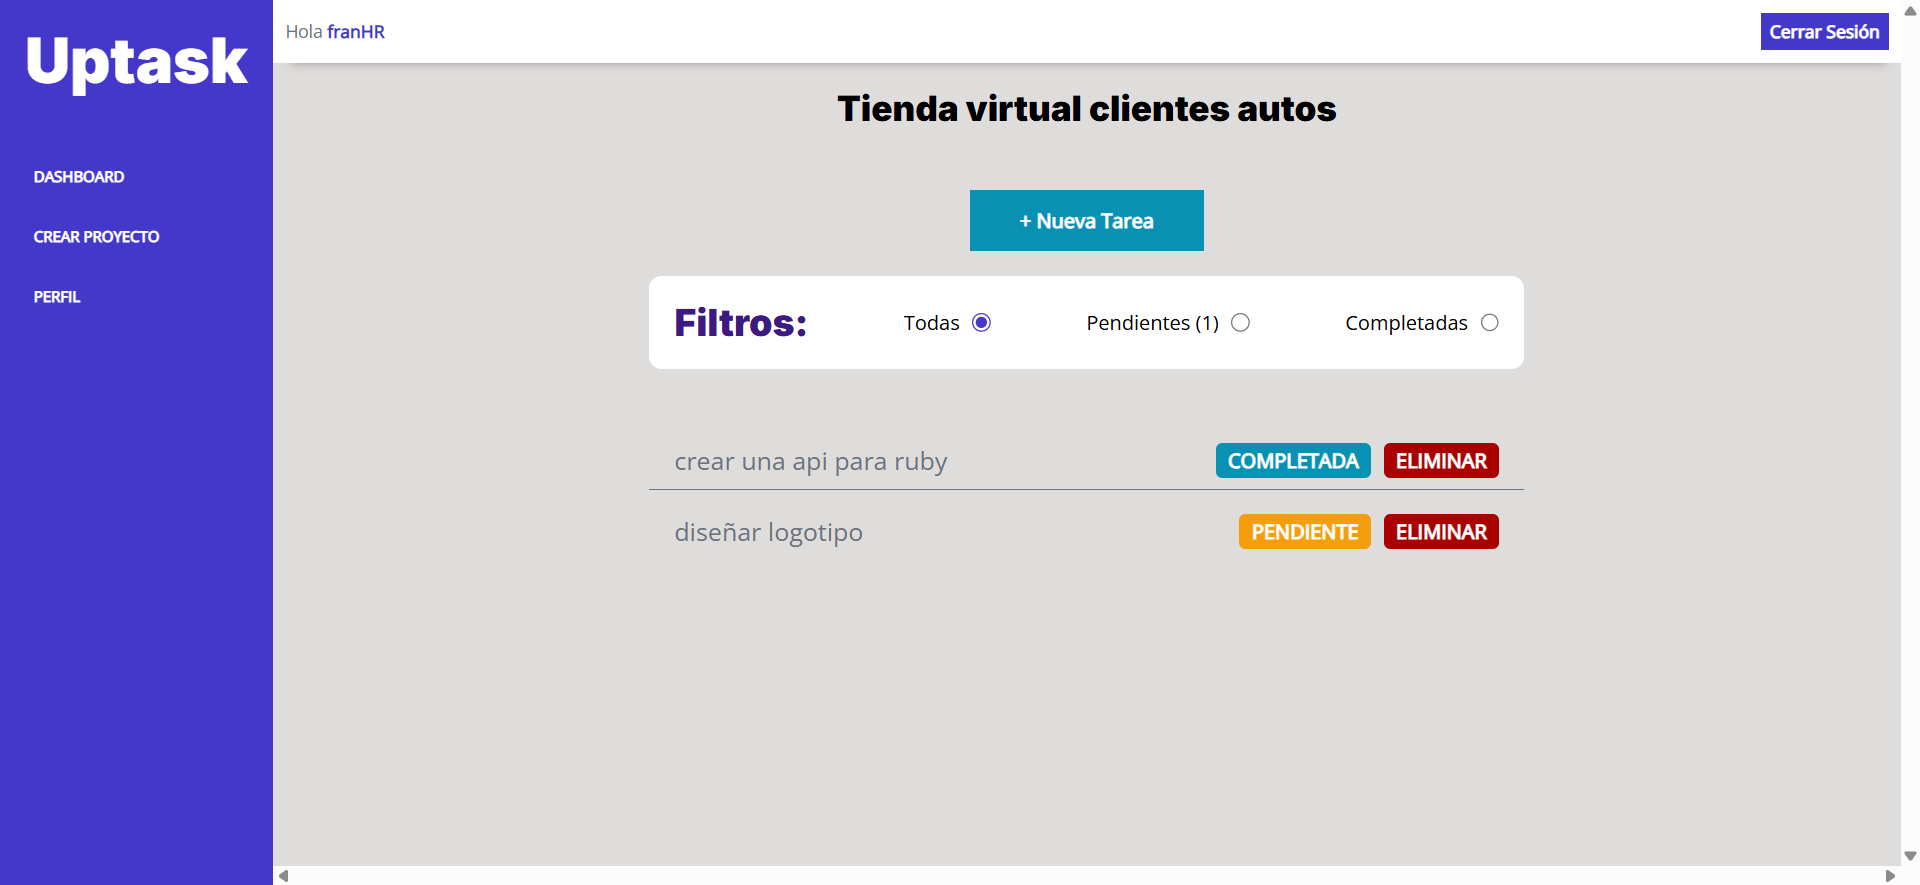 Uptask
DASHBOARD
CREAR PROYECTO
PERFIL
Hola franHR
Cerrar Sesión
Tienda virtual clientes autos
+ Nueva Tarea
Filtros: Todas Pendientes (1) Completadas
crear una api para ruby COMPLETADA ELIMINAR
diseñar logotipo PENDIENTE ELIMINAR